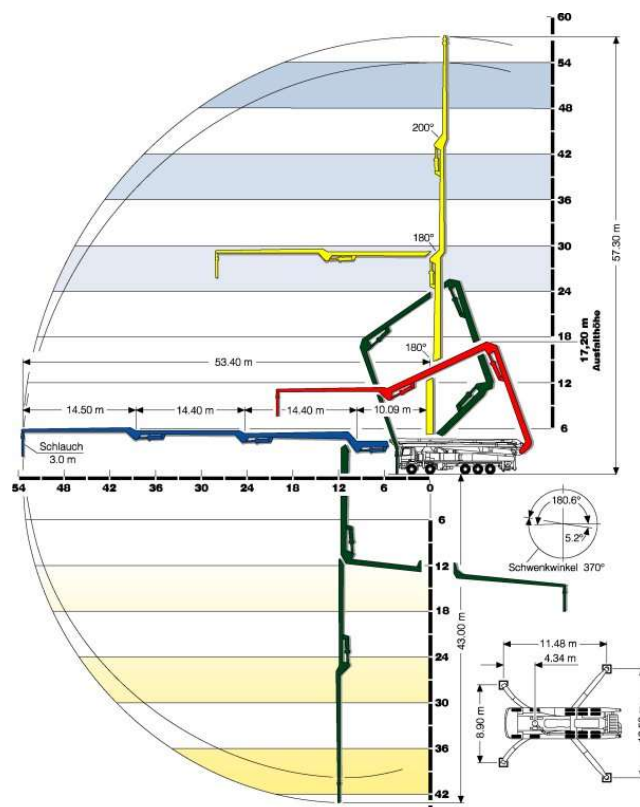 60
54
200°
48
42
36
180°
30
57.30 m
24
18
17,20 m
Ausfalthöhe
180°
53.40 m
12
14.50 m
14.40 m
14.40 m
10.09 m
6
Schlauch
3.0 m
54
48
42
36
30
24
18
12
6
0
6
180.6°
5.2°
Schwenkwinkel 370°
12
18
43.00 m
11.48 m
4.34 m
24
30
8.90 m
36
42